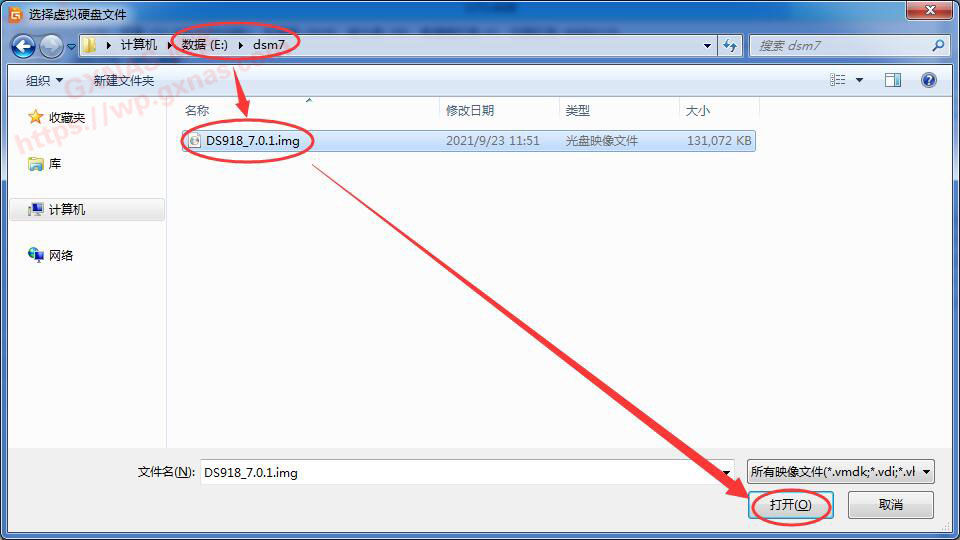 选择虚拟硬盘文件
计算机 数据 (E:) dsm7
搜索 dsm7
组织 新建文件夹
GXNAS
https://wp.gxnas.c
名称 修改日期 类型 大小
收藏夹
DS918_7.0.1.img 2021/9/23 11:51 光盘映像文件 131,072 KB
库
计算机
网络
文件名(N): DS918_7.0.1.img 所有映像文件(*.vmdk;*.vdi;*.vl
打开(O) 取消